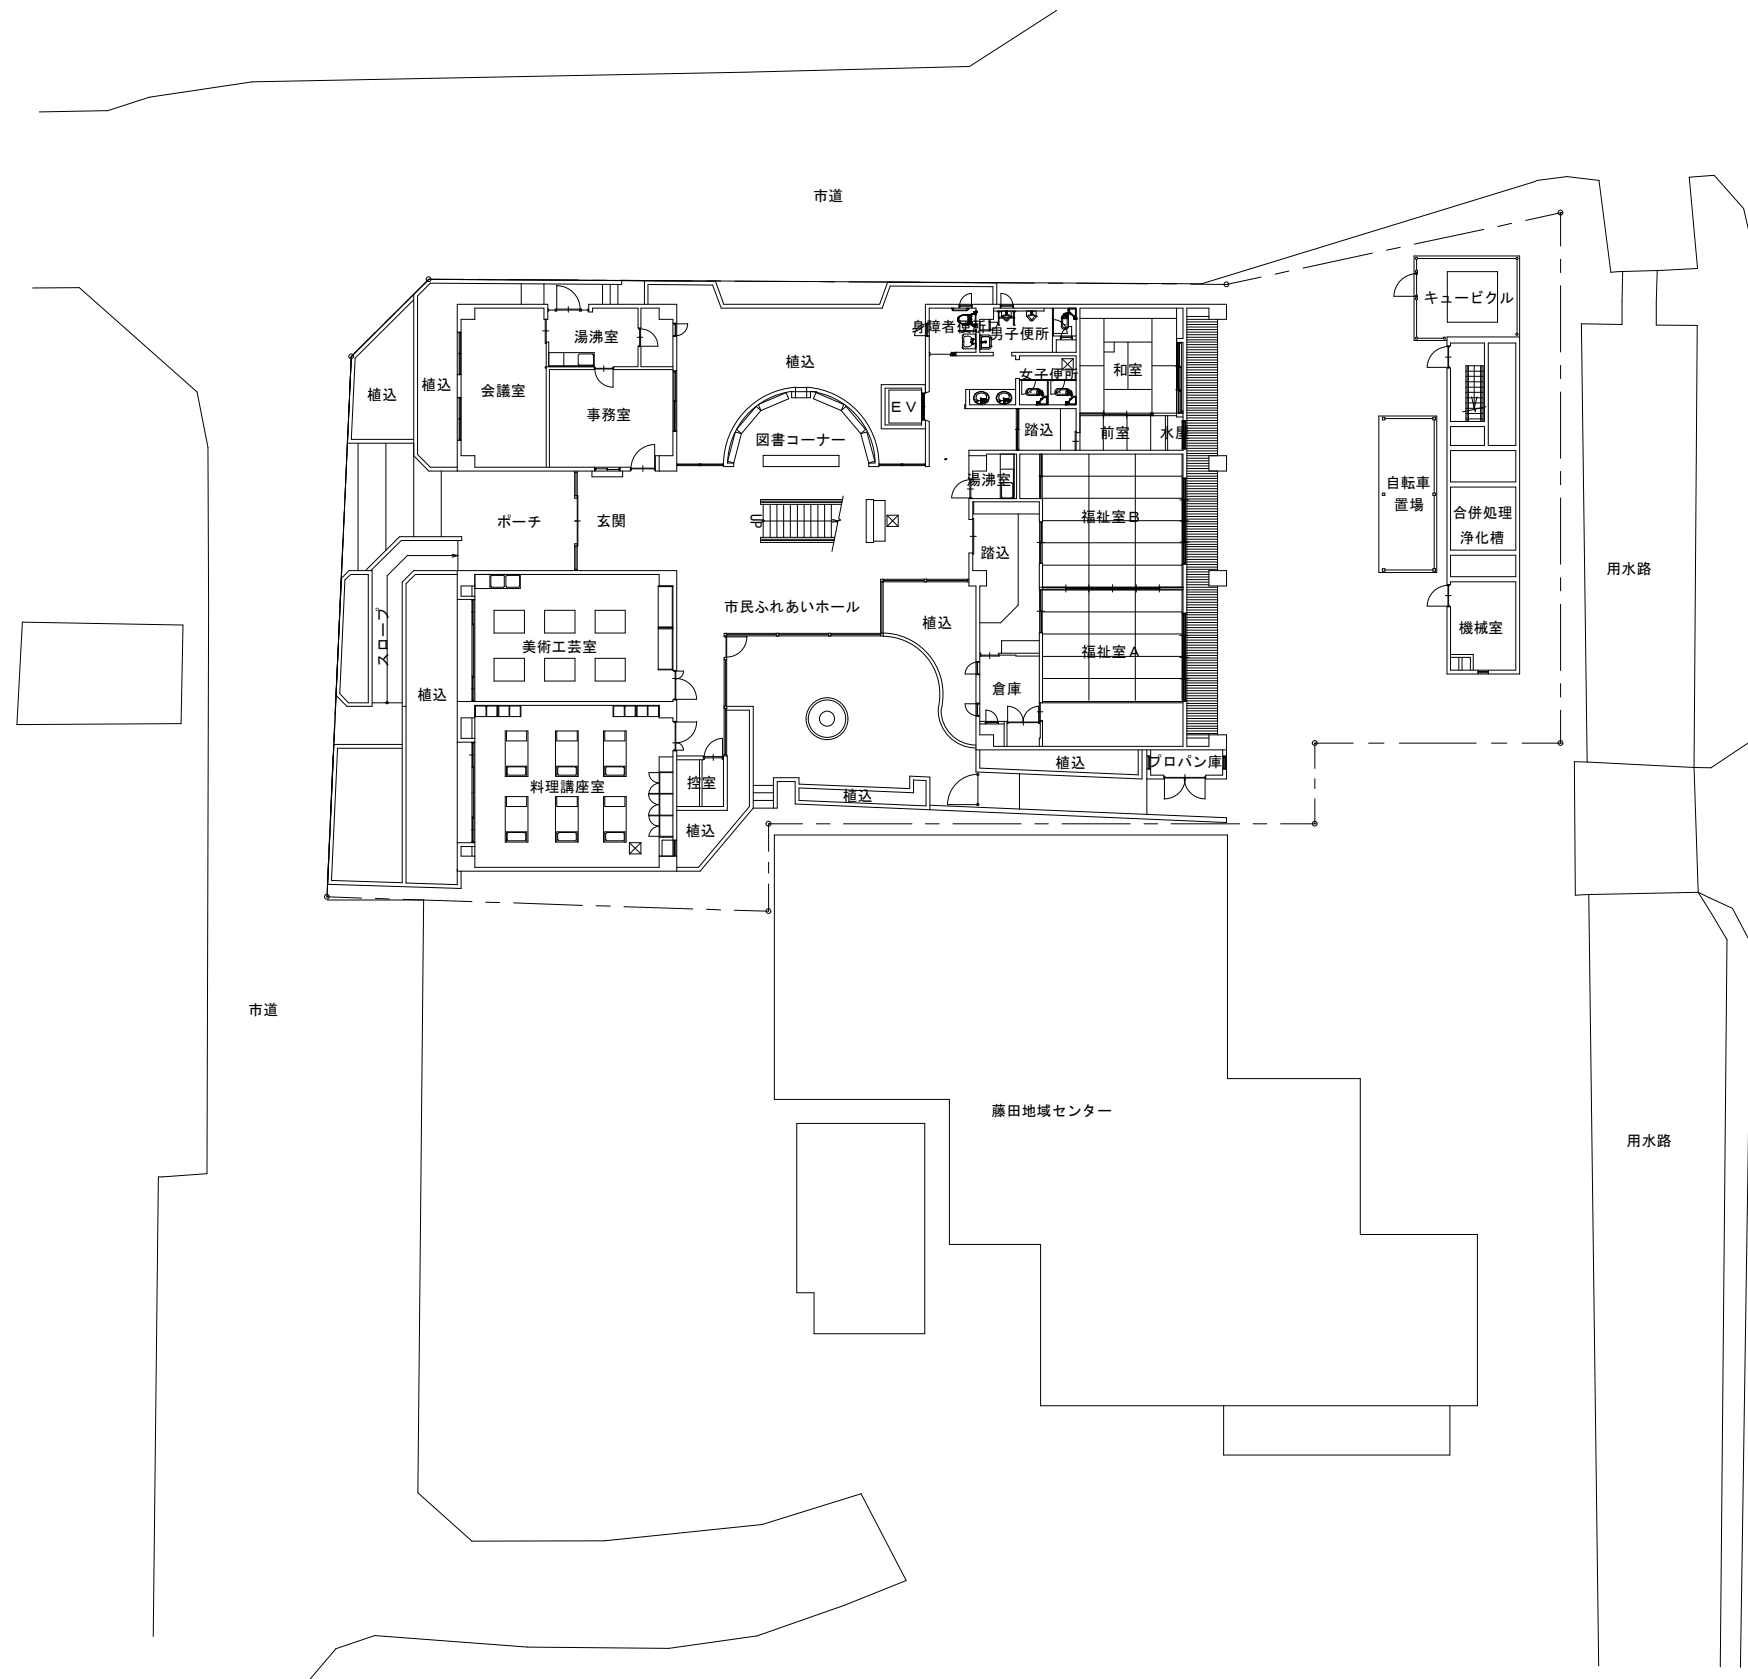 市道
キュービクル
身障者便所
男子便所
湯沸室
植込
和室
女子便所
会議室
植込
植込
事務室
EV
図書コーナー
踏込
前室
水屋
湯沸室
自転車
置場
ポーチ
玄関
UP
福祉室B
合併処理
浄化槽
踏込
用水路
市民ふれあいホール
植込
スロープ
美術工芸室
福祉室A
機械室
倉庫
植込
控室
植込
プロパン庫
料理講座室
植込
植込
市道
藤田地域センター
用水路